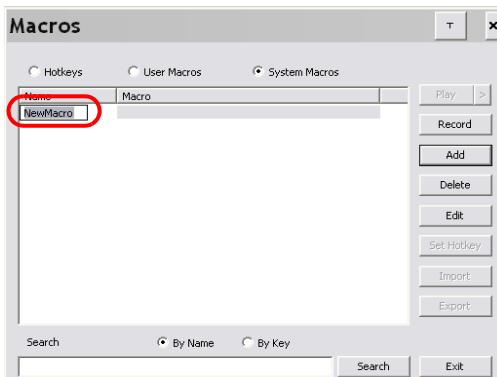 Macros
T
x
Hotkeys User Macros System Macros
Name Macro
NewMacro
Play >
Record
Add
Delete
Edit
Set Hotkey
Import
Export
Search By Name By Key
Search Exit